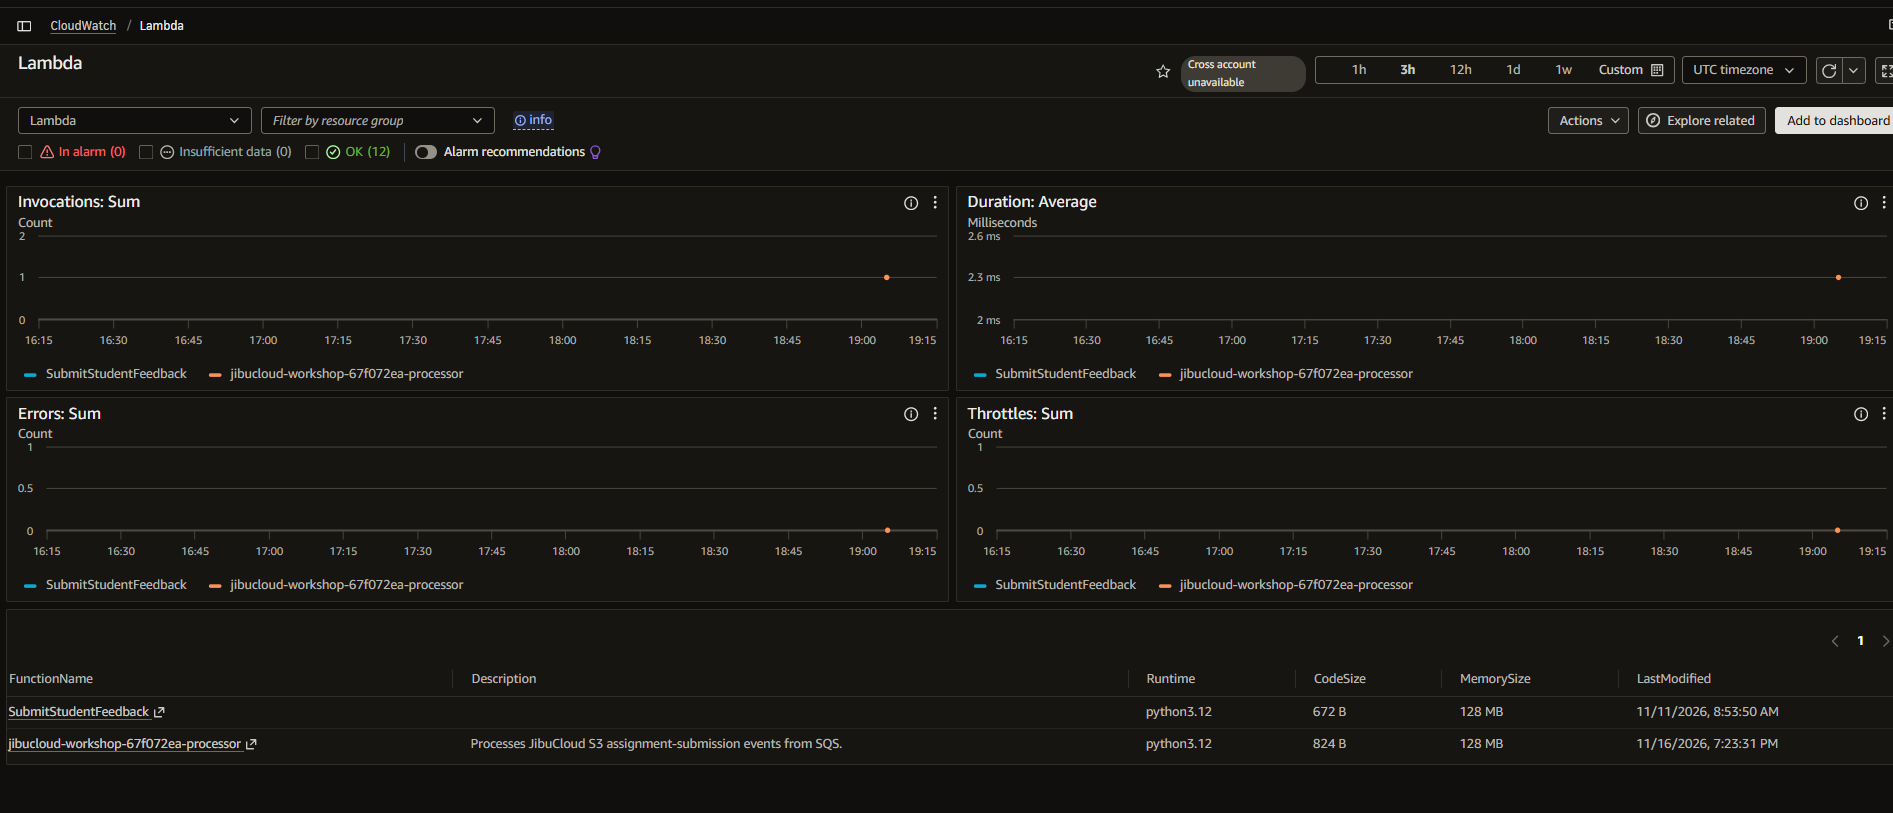 CloudWatch / Lambda
Lambda
Cross account
unavailable
1h 3h 12h 1d 1w Custom
UTC timezone
Lambda
Filter by resource group
info
Actions
Explore related
Add to dashboard
In alarm (0)
Insufficient data (0)
OK (12)
Alarm recommendations
Invocations: Sum
Count
2
1
0
16:15 16:30 16:45 17:00 17:15 17:30 17:45 18:00 18:15 18:30 18:45 19:00 19:15
SubmitStudentFeedback jibucloud-workshop-67f072ea-processor
Duration: Average
Milliseconds
2.6 ms
2.3 ms
2 ms
16:15 16:30 16:45 17:00 17:15 17:30 17:45 18:00 18:15 18:30 18:45 19:00 19:15
SubmitStudentFeedback jibucloud-workshop-67f072ea-processor
Errors: Sum
Count
1
0.5
0
16:15 16:30 16:45 17:00 17:15 17:30 17:45 18:00 18:15 18:30 18:45 19:00 19:15
SubmitStudentFeedback jibucloud-workshop-67f072ea-processor
Throttles: Sum
Count
1
0.5
0
16:15 16:30 16:45 17:00 17:15 17:30 17:45 18:00 18:15 18:30 18:45 19:00 19:15
SubmitStudentFeedback jibucloud-workshop-67f072ea-processor
1
FunctionName Description Runtime CodeSize MemorySize LastModified
SubmitStudentFeedback python3.12 672 B 128 MB 11/11/2026, 8:53:50 AM
jibucloud-workshop-67f072ea-processor Processes JibuCloud S3 assignment-submission events from SQS. python3.12 824 B 128 MB 11/16/2026, 7:23:31 PM